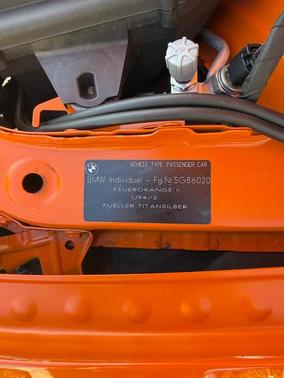 VEHICLE TYPE PASSENGER CAR
BMW Individual - Fg.Nr.5G86020
FEUERORANGE II
U94/2
FUELLER TITANSILBER